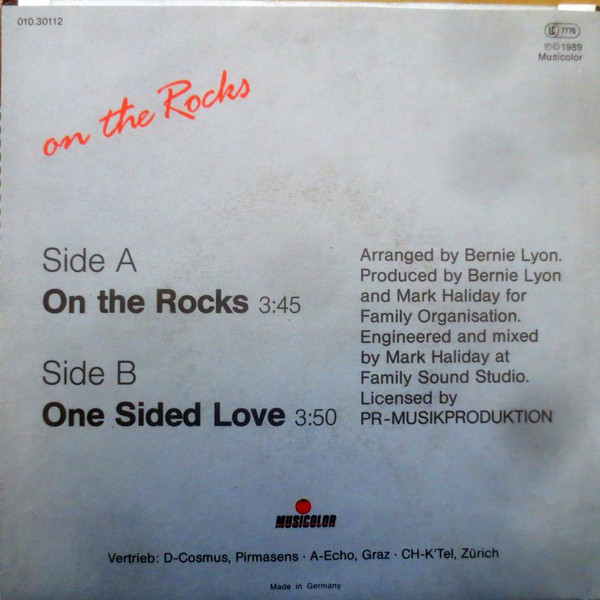 010.30112
LC 7776
℗©1989
Musicolor
on the Rocks
Side A
On the Rocks 3:45
Side B
One Sided Love 3:50
Arranged by Bernie Lyon.
Produced by Bernie Lyon
and Mark Haliday for
Family Organisation.
Engineered and mixed
by Mark Haliday at
Family Sound Studio.
Licensed by
PR-MUSIKPRODUKTION
MUSICOLOR
Vertrieb: D-Cosmus, Pirmasens · A-Echo, Graz · CH-K'Tel, Zürich
Made in Germany